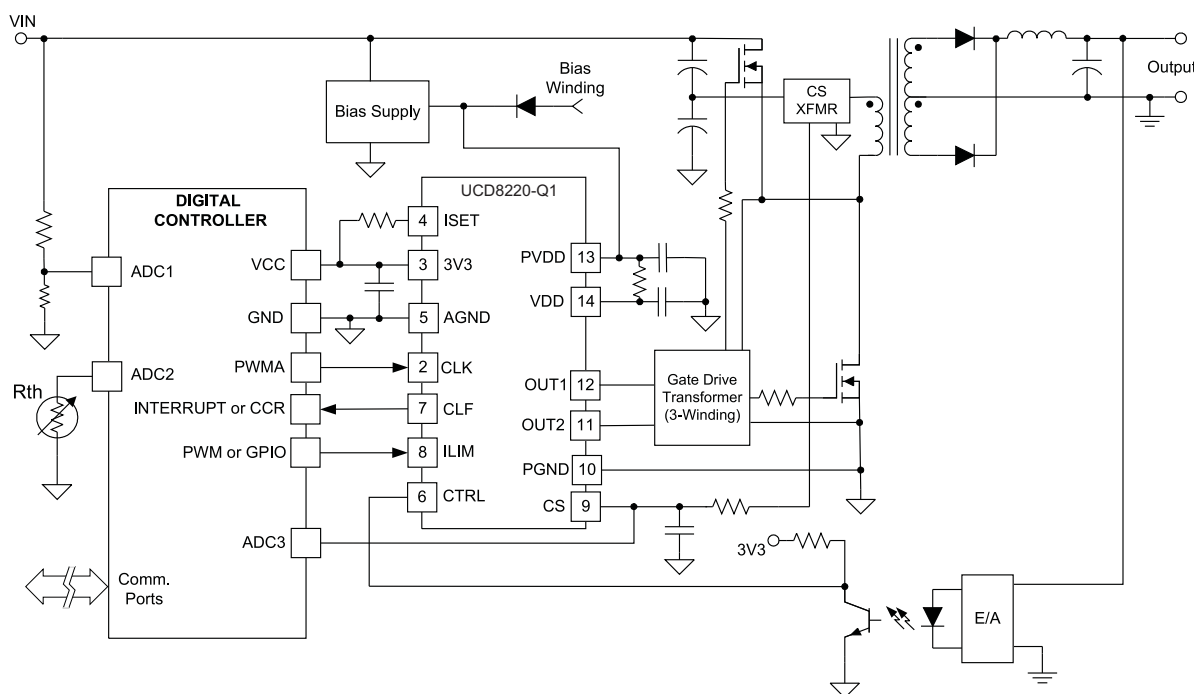 VIN
Bias
Winding
Bias Supply
CS
XFMR
Output
DIGITAL
CONTROLLER
UCD8220-Q1
ADC1
ADC2
Rth
VCC
GND
PWMA
INTERRUPT or CCR
PWM or GPIO
ADC3
Comm.
Ports
4 ISET
3 3V3
5 AGND
2 CLK
7 CLF
8 ILIM
6 CTRL
PVDD 13
VDD 14
OUT1 12
OUT2 11
PGND 10
CS 9
Gate Drive
Transformer
(3-Winding)
3V3
E/A